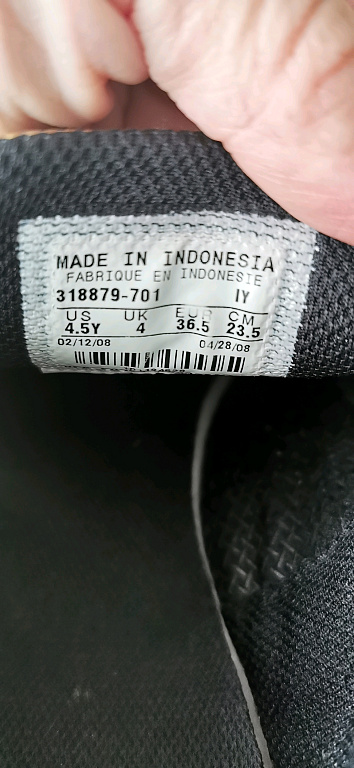 MADE IN INDONESIA
FABRIQUE EN INDONESIE
318879-701 IY
US UK EUR CM
4.5Y 4 36.5 23.5
02/12/08 04/28/08